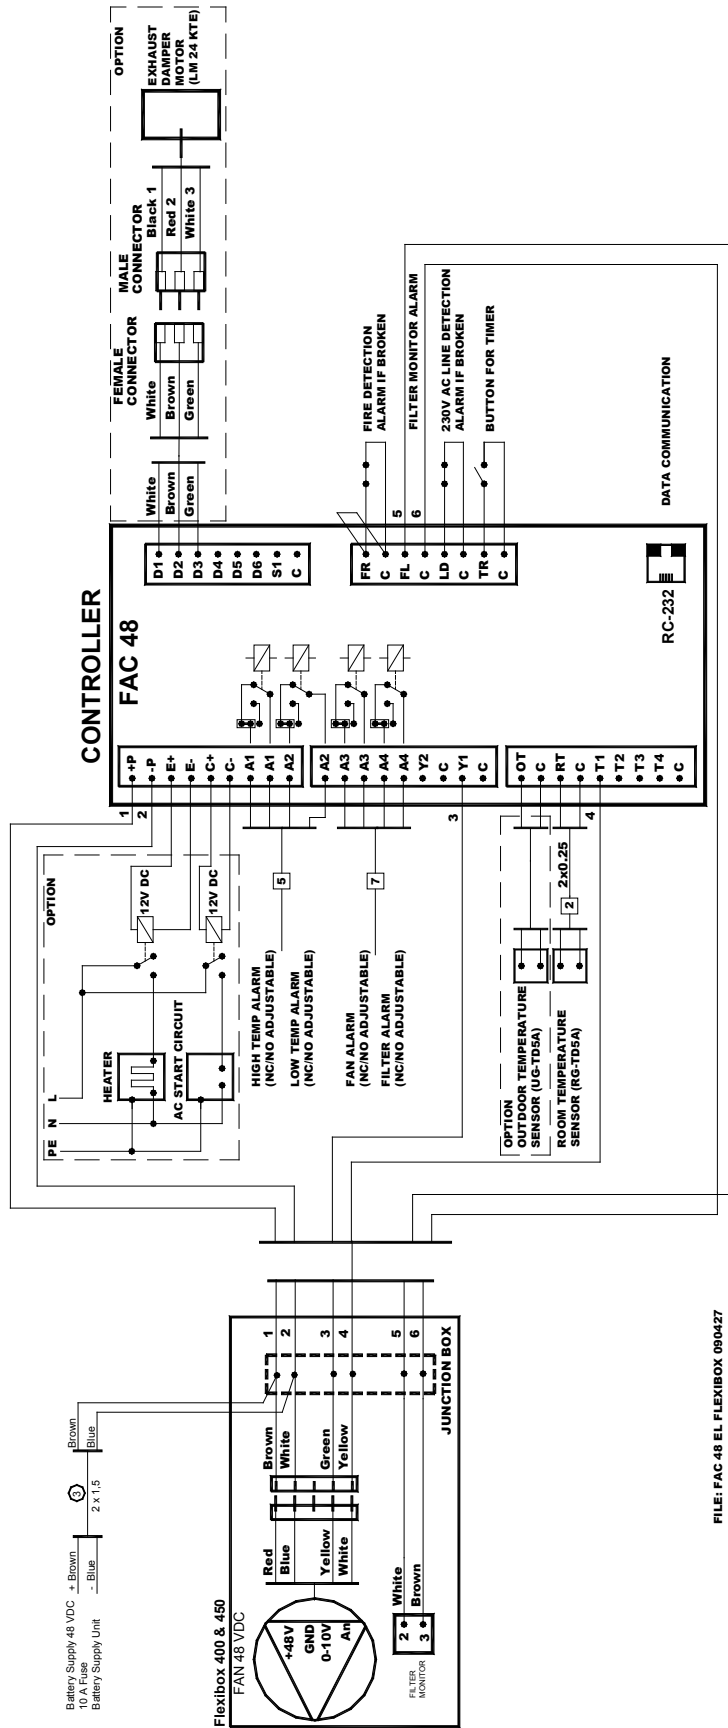 Battery Supply 48 VDC
10 A Fuse
Battery Supply Unit
+ Brown
- Blue
3
2 x 1,5
Brown
Blue
Flexibox 400 & 450
FAN 48 VDC
+48V
GND
0-10V
An
Red
Blue
Yellow
White
Brown
White
Green
Yellow
1
2
3
4
5
6
JUNCTION BOX
FILTER
MONITOR
2
3
White
Brown
FILE: FAC 48 EL FLEXIBOX 090427
PE
N
L
OPTION
HEATER
AC START CIRCUIT
12V DC
12V DC
HIGH TEMP ALARM
(NC/NO ADJUSTABLE)
LOW TEMP ALARM
(NC/NO ADJUSTABLE)
5
FAN ALARM
(NC/NO ADJUSTABLE)
FILTER ALARM
(NC/NO ADJUSTABLE)
7
OPTION
OUTDOOR TEMPERATURE
SENSOR (UG-TD5A)
ROOM TEMPERATURE
SENSOR (RG-TD5A)
2
2x0.25
1
2
3
4
CONTROLLER
FAC 48
+P
-P
E+
E-
C+
C-
A1
A1
A2
A2
A3
A3
A4
A4
Y2
C
Y1
C
OT
C
RT
C
T1
T2
T3
T4
C
D1
D2
D3
D4
D5
D6
S1
C
FR
C
FL
C
LD
C
TR
C
RC-232
5
6
FIRE DETECTION
ALARM IF BROKEN
FILTER MONITOR ALARM
230V AC LINE DETECTION
ALARM IF BROKEN
BUTTON FOR TIMER
DATA COMMUNICATION
White
Brown
Green
White
Brown
Green
FEMALE
CONNECTOR
MALE
CONNECTOR
Black 1
Red 2
White 3
OPTION
EXHAUST
DAMPER
MOTOR
(LM 24 KTE)